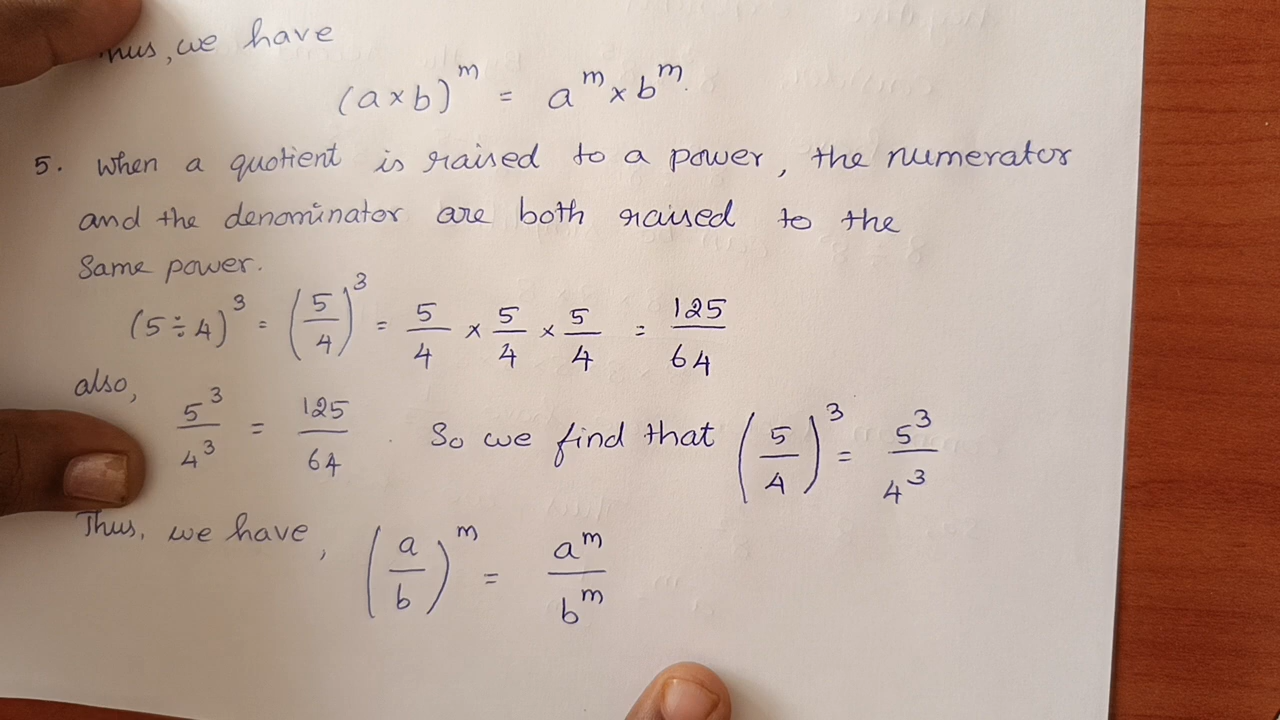 Thus, we have
(a×b)^m = a^m × b^m.
5. When a quotient is raised to a power, the numerator
and the denominator are both raised to the
Same power.
(5÷4)^3 = (5/4)^3 = 5/4 × 5/4 × 5/4 = 125/64
also,
5^3/4^3 = 125/64. So we find that (5/4)^3 = 5^3/4^3
Thus, we have, (a/b)^m = a^m/b^m